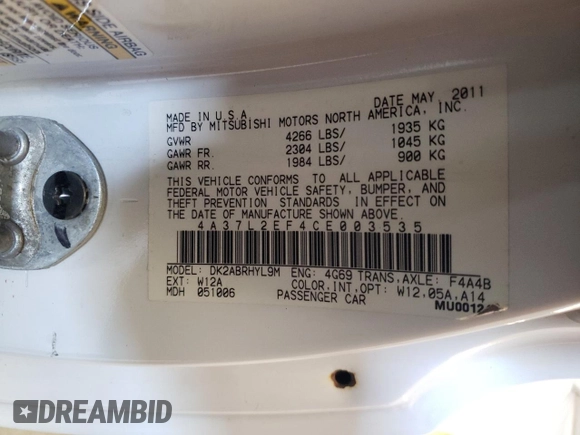 WARNING
SIDE AIRBAG
MADE IN U.S.A. DATE MAY, 2011
MFD BY MITSUBISHI MOTORS NORTH AMERICA, INC.
GVWR 4266 LBS/ 1935 KG
GAWR FR. 2304 LBS/ 1045 KG
GAWR RR. 1984 LBS/ 900 KG
THIS VEHICLE CONFORMS TO ALL APPLICABLE
FEDERAL MOTOR VEHICLE SAFETY, BUMPER, AND
THEFT PREVENTION STANDARDS IN EFFECT ON
THE DATE OF MANUFACTURE SHOWN ABOVE.
4A37L2EF4CE003535
MODEL: DK2ABRHYL9M ENG: 4G69 TRANS,AXLE: F4A4B
EXT: W12A COLOR,INT,OPT: W12,05A,A14
MDH 051006 PASSENGER CAR
MU0012
DREAMBID